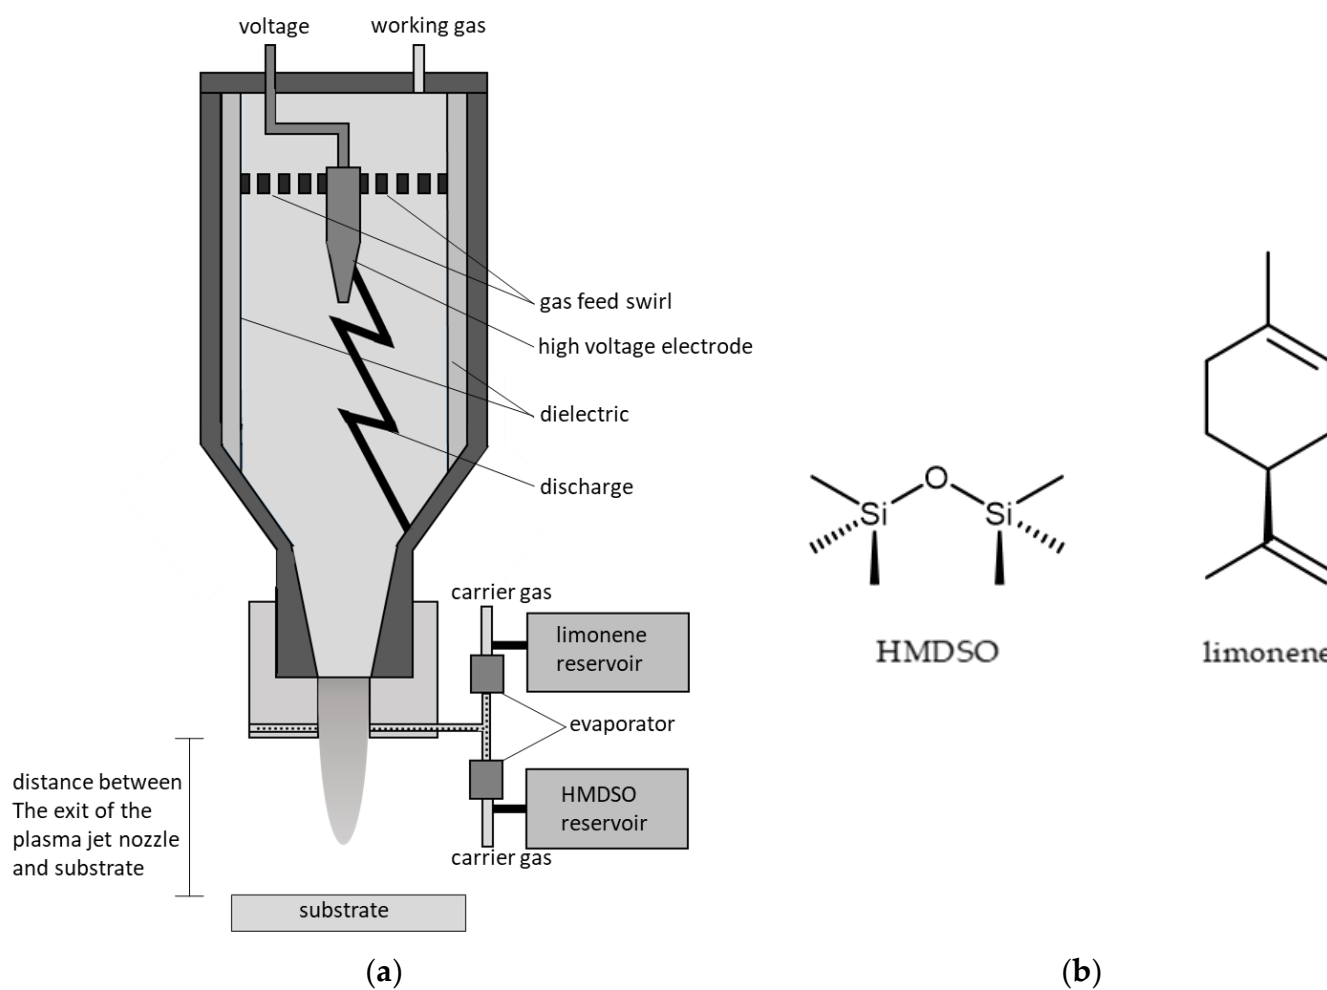 voltage
working gas
gas feed swirl
high voltage electrode
dielectric
discharge
carrier gas
limonene
reservoir
evaporator
HMDSO
reservoir
carrier gas
distance between
The exit of the
plasma jet nozzle
and substrate
substrate
(a)
Si
O
Si
HMDSO
limonene
(b)